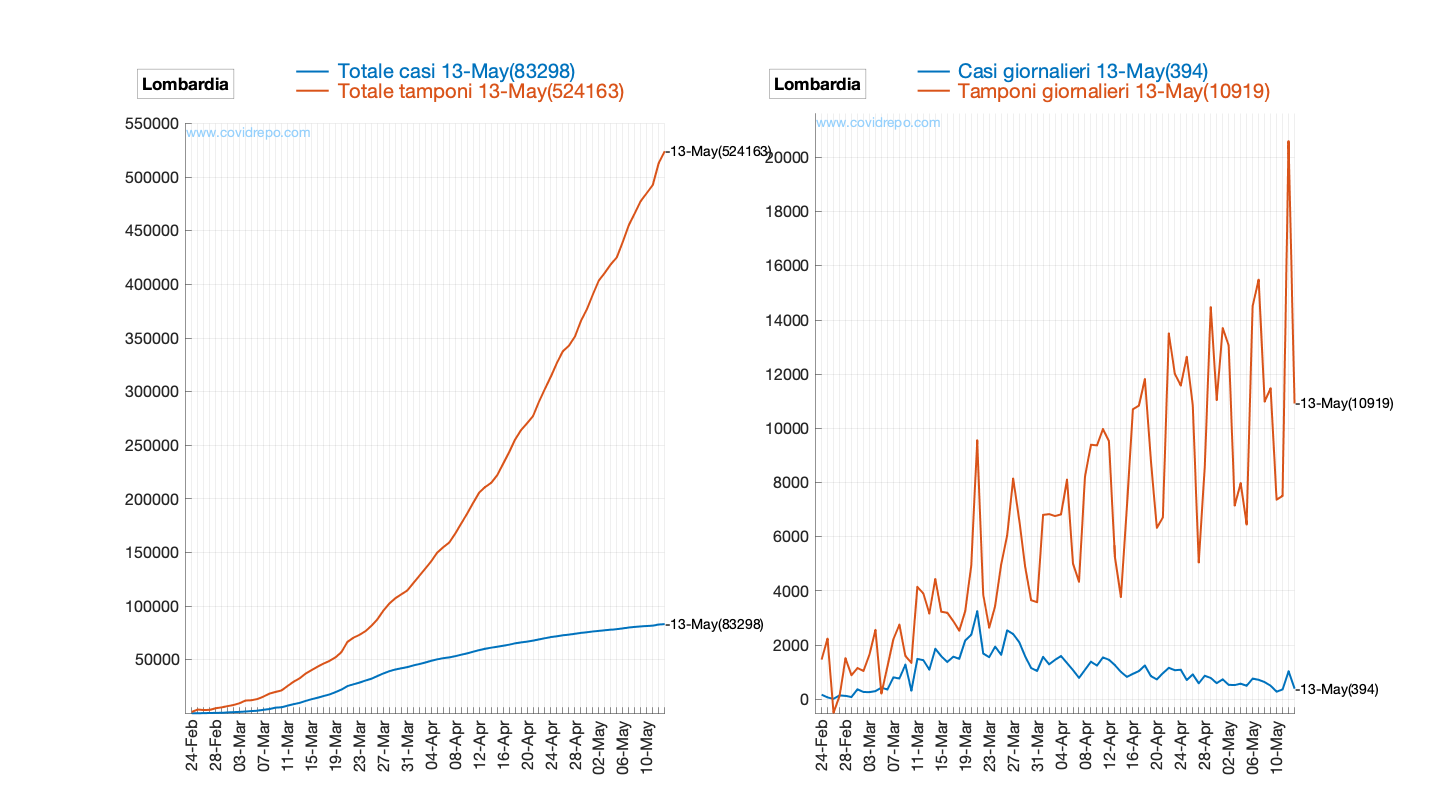 Lombardia
Totale casi 13-May(83298)
Totale tamponi 13-May(524163)
www.covidrepo.com
550000
500000
450000
400000
350000
300000
250000
200000
150000
100000
50000
13-May(524163)
13-May(83298)
24-Feb
28-Feb
03-Mar
07-Mar
11-Mar
15-Mar
19-Mar
23-Mar
27-Mar
31-Mar
04-Apr
08-Apr
12-Apr
16-Apr
20-Apr
24-Apr
28-Apr
02-May
06-May
10-May
Lombardia
Casi giornalieri 13-May(394)
Tamponi giornalieri 13-May(10919)
www.covidrepo.com
20000
18000
16000
14000
12000
10000
8000
6000
4000
2000
0
13-May(10919)
13-May(394)
24-Feb
28-Feb
03-Mar
07-Mar
11-Mar
15-Mar
19-Mar
23-Mar
27-Mar
31-Mar
04-Apr
08-Apr
12-Apr
16-Apr
20-Apr
24-Apr
28-Apr
02-May
06-May
10-May